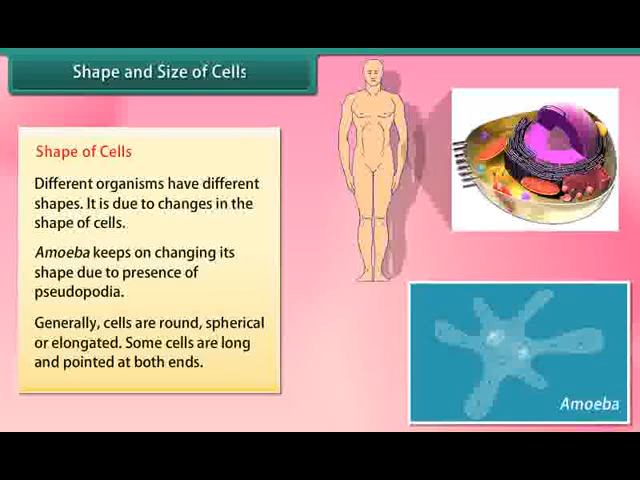 Shape and Size of Cells
Shape of Cells
Different organisms have different
shapes. It is due to changes in the
shape of cells.
Amoeba keeps on changing its
shape due to presence of
pseudopodia.
Generally, cells are round, spherical
or elongated. Some cells are long
and pointed at both ends.
Amoeba